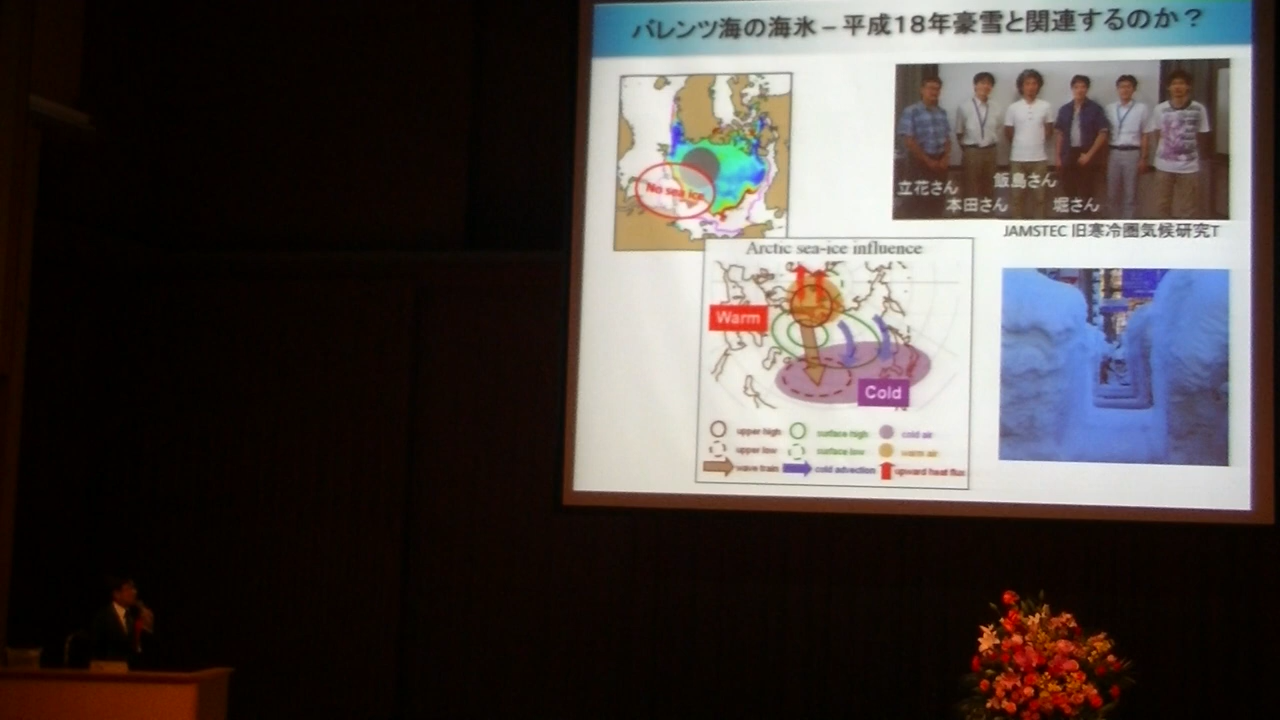 バレンツ海の海氷 – 平成18年豪雪と関連するのか？
No sea ice
立花さん
飯島さん
本田さん
堀さん
JAMSTEC 旧寒冷圏気候研究T
Arctic sea-ice influence
Warm
Cold
upper high
surface high
cold air
upper low
surface low
warm air
wave train
cold advection
upward heat flux